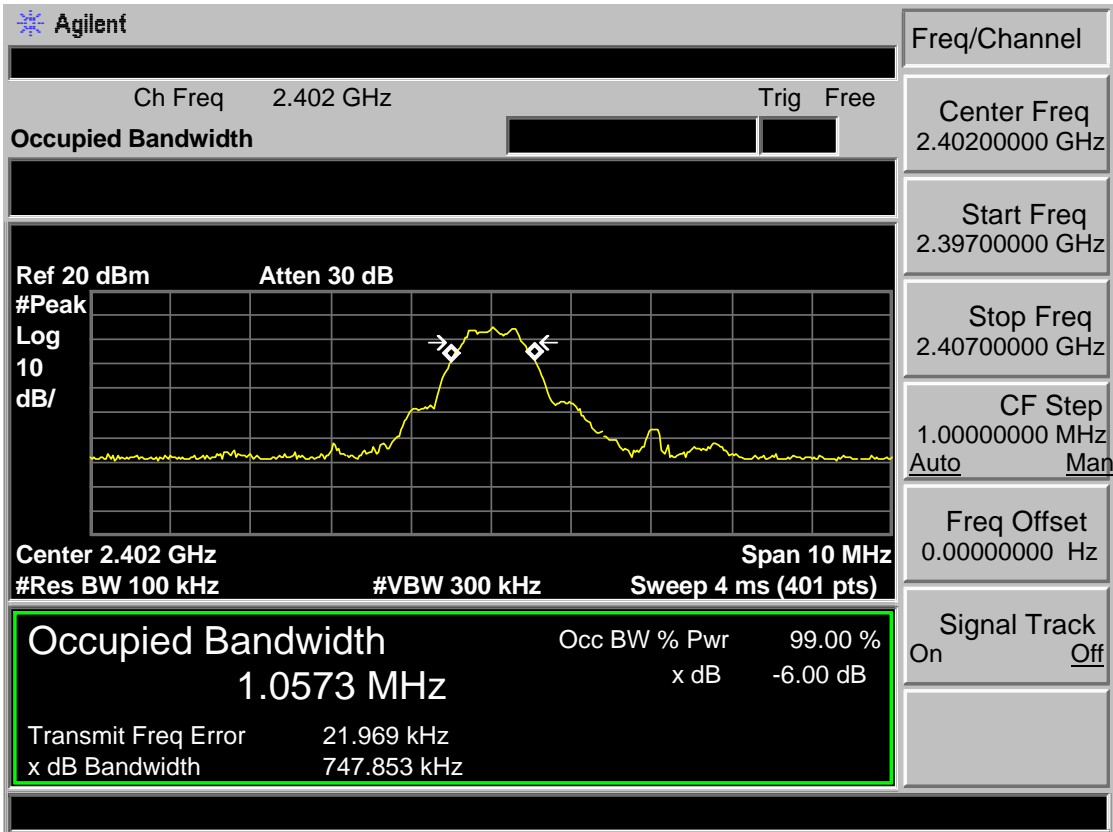 Agilent
Ch Freq 2.402 GHz Trig Free
Occupied Bandwidth
Ref 20 dBm Atten 30 dB
#Peak
Log
10
dB/
Center 2.402 GHz Span 10 MHz
#Res BW 100 kHz #VBW 300 kHz Sweep 4 ms (401 pts)
Occupied Bandwidth
1.0573 MHz
Occ BW % Pwr 99.00 %
x dB -6.00 dB
Transmit Freq Error 21.969 kHz
x dB Bandwidth 747.853 kHz
Freq/Channel
Center Freq
2.40200000 GHz
Start Freq
2.39700000 GHz
Stop Freq
2.40700000 GHz
CF Step
1.00000000 MHz
Auto Man
Freq Offset
0.00000000 Hz
Signal Track
On Off